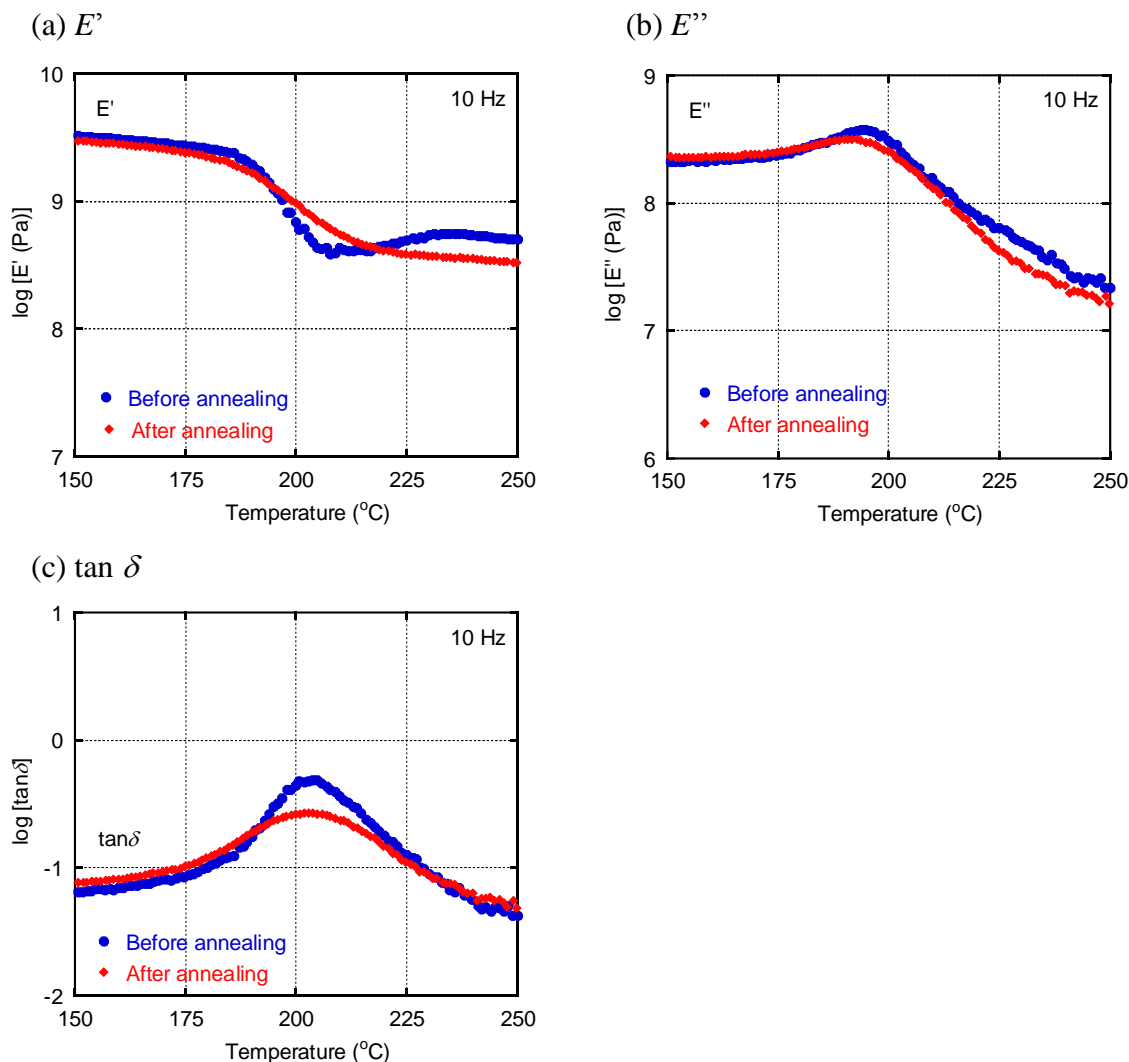 (a) E’
10
9
8
7
log [E' (Pa)]
E'
10 Hz
Before annealing
After annealing
150 175 200 225 250
Temperature (°C)
(b) E’’
9
8
7
6
log [E'' (Pa)]
E''
10 Hz
Before annealing
After annealing
150 175 200 225 250
Temperature (°C)
(c) tan δ
1
0
-1
-2
log [tanδ]
10 Hz
tanδ
Before annealing
After annealing
150 175 200 225 250
Temperature (°C)